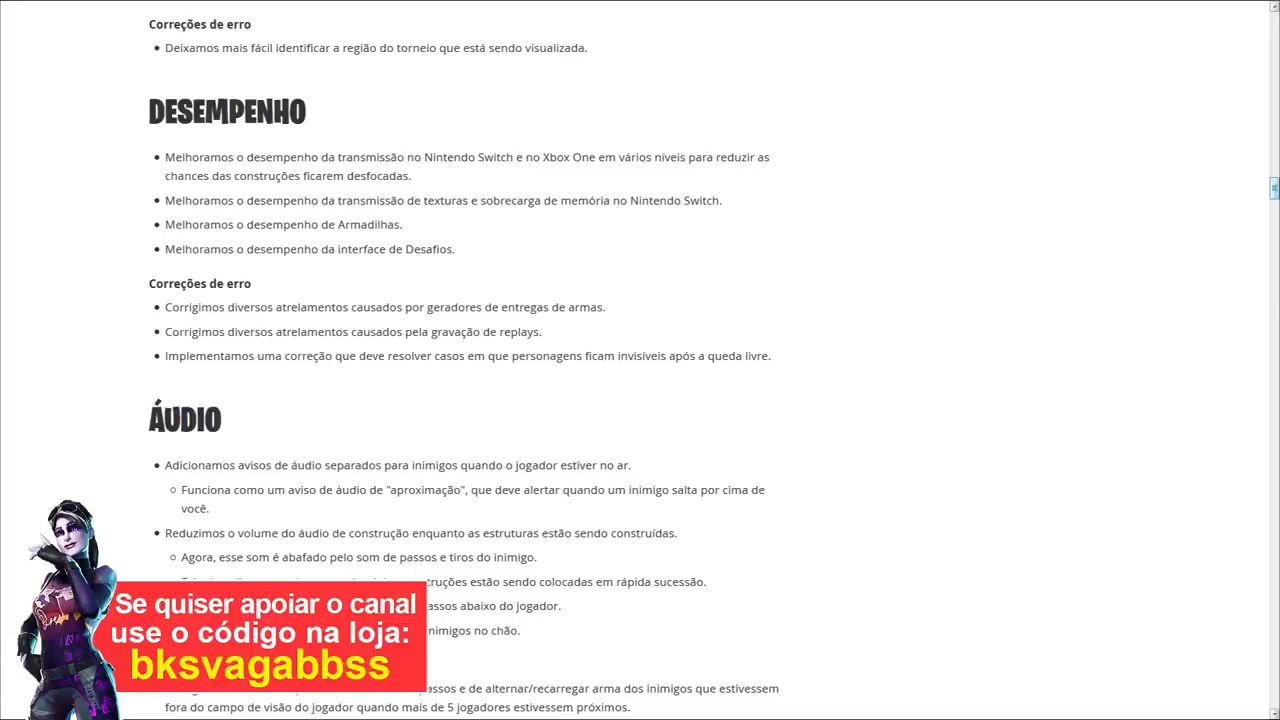 Correções de erro
Deixamos mais fácil identificar a região do torneio que está sendo visualizada.
DESEMPENHO
Melhoramos o desempenho da transmissão no Nintendo Switch e no Xbox One em vários níveis para reduzir as
chances das construções ficarem desfocadas.
Melhoramos o desempenho da transmissão de texturas e sobrecarga de memória no Nintendo Switch.
Melhoramos o desempenho de Armadilhas.
Melhoramos o desempenho da interface de Desafios.
Correções de erro
Corrigimos diversos atrelamentos causados por geradores de entregas de armas.
Corrigimos diversos atrelamentos causados pela gravação de replays.
Implementamos uma correção que deve resolver casos em que personagens ficam invisíveis após a queda livre.
ÁUDIO
Adicionamos avisos de áudio separados para inimigos quando o jogador estiver no ar.
Funciona como um aviso de áudio de "aproximação", que deve alertar quando um inimigo salta por cima de
você.
Reduzimos o volume do áudio de construção enquanto as estruturas estão sendo construídas.
Agora, esse som é abafado pelo som de passos e tiros do inimigo.
estão sendo colocadas em rápida sucessão.
abaixo do jogador.
no chão.
e de alternar/recarregar arma dos inimigos que estivessem
fora do campo de visão do jogador quando mais de 5 jogadores estivessem próximos.
Se quiser apoiar o canal
use o código na loja:
bksvagabbss